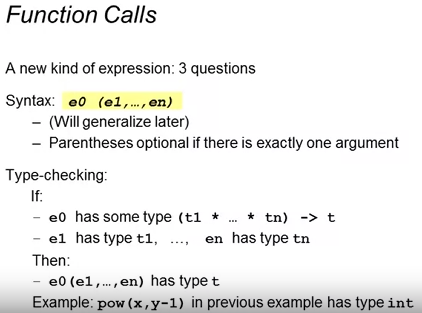 Function Calls
A new kind of expression: 3 questions
Syntax: e0 (e1,…,en)
– (Will generalize later)
– Parentheses optional if there is exactly one argument
Type-checking:
If:
– e0 has some type (t1 * … * tn) -> t
– e1 has type t1, …, en has type tn
Then:
– e0(e1,…,en) has type t
Example: pow(x,y-1) in previous example has type int